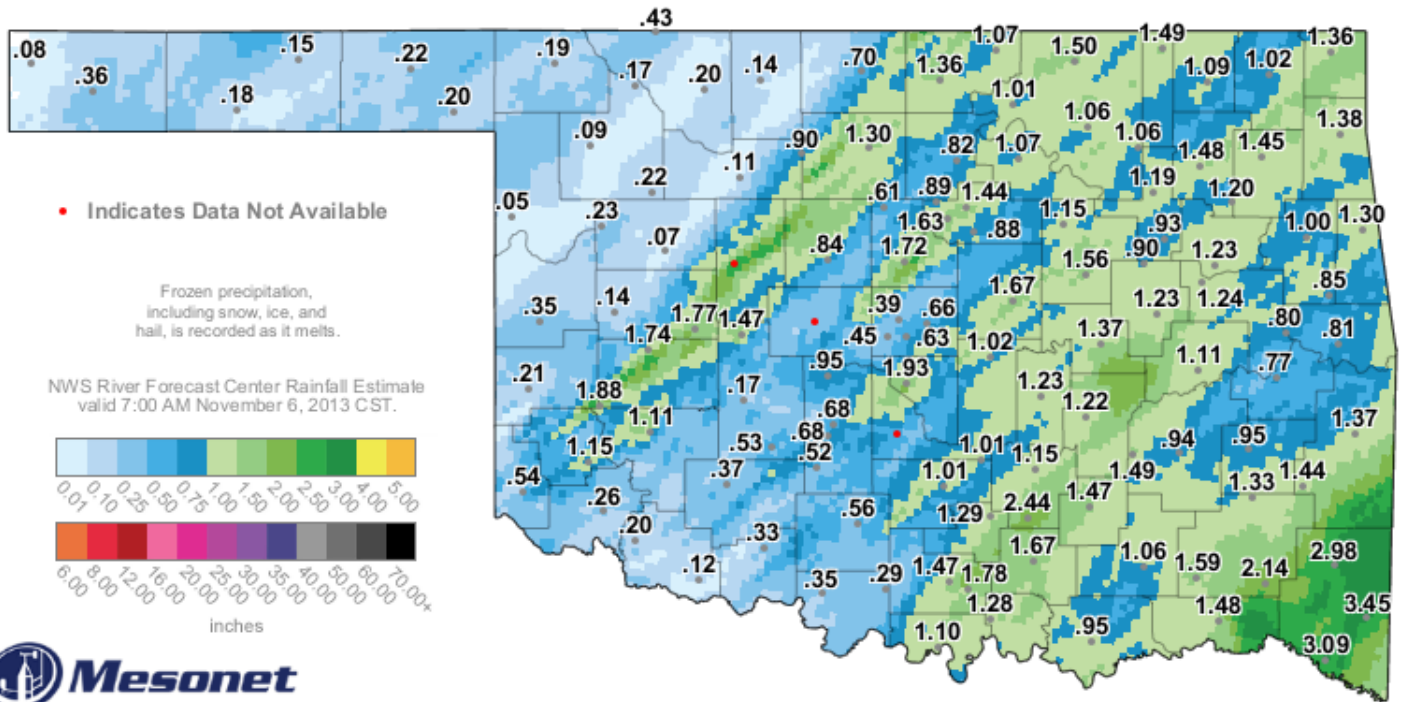 .43
1.07 1.50 1.49 1.36
.08 .15 .22 .19 .70 1.02
.36 .17 .20 .14 1.36 1.09
.18 .20 1.01
1.06 1.38
.09 .90 1.30 .82 1.07 1.06 1.45
.11 1.48
.22 .61 .89 1.44 1.19 1.20
• Indicates Data Not Available
.05 .23 1.63 .88 1.15 .93 1.00 1.30
.07 .84 1.72 .90 1.23
1.56
Frozen precipitation,
including snow, ice, and
hail, is recorded as it melts.
.35 .14 .39 .66 1.67 1.23 1.24 .85
1.74 1.77 1.47 .45 .63 1.02 1.37 .80 .81
.95 1.11 .77
NWS River Forecast Center Rainfall Estimate
valid 7:00 AM November 6, 2013 CST.
.21 1.88 .17 1.93 1.23
1.11 .68 1.22 1.37
1.15 .53 .68 1.01 .94 .95
.54 .37 .52 1.01 1.15 1.49 1.44
.26 1.47 1.33
.20 .33 .56 1.29 2.44
1.67 1.06 2.98
.12 .35 .29 1.47 1.78 1.59 2.14
1.28 1.48 3.45
1.10 .95 3.09
0.01 0.10 0.25 0.50 0.75 1.00 1.50 2.00 2.50 3.00 4.00 5.00
6.00 8.00 12.00 16.00 20.00 25.00 30.00 35.00 40.00 50.00 60.00 70.00+
inches
Mesonet